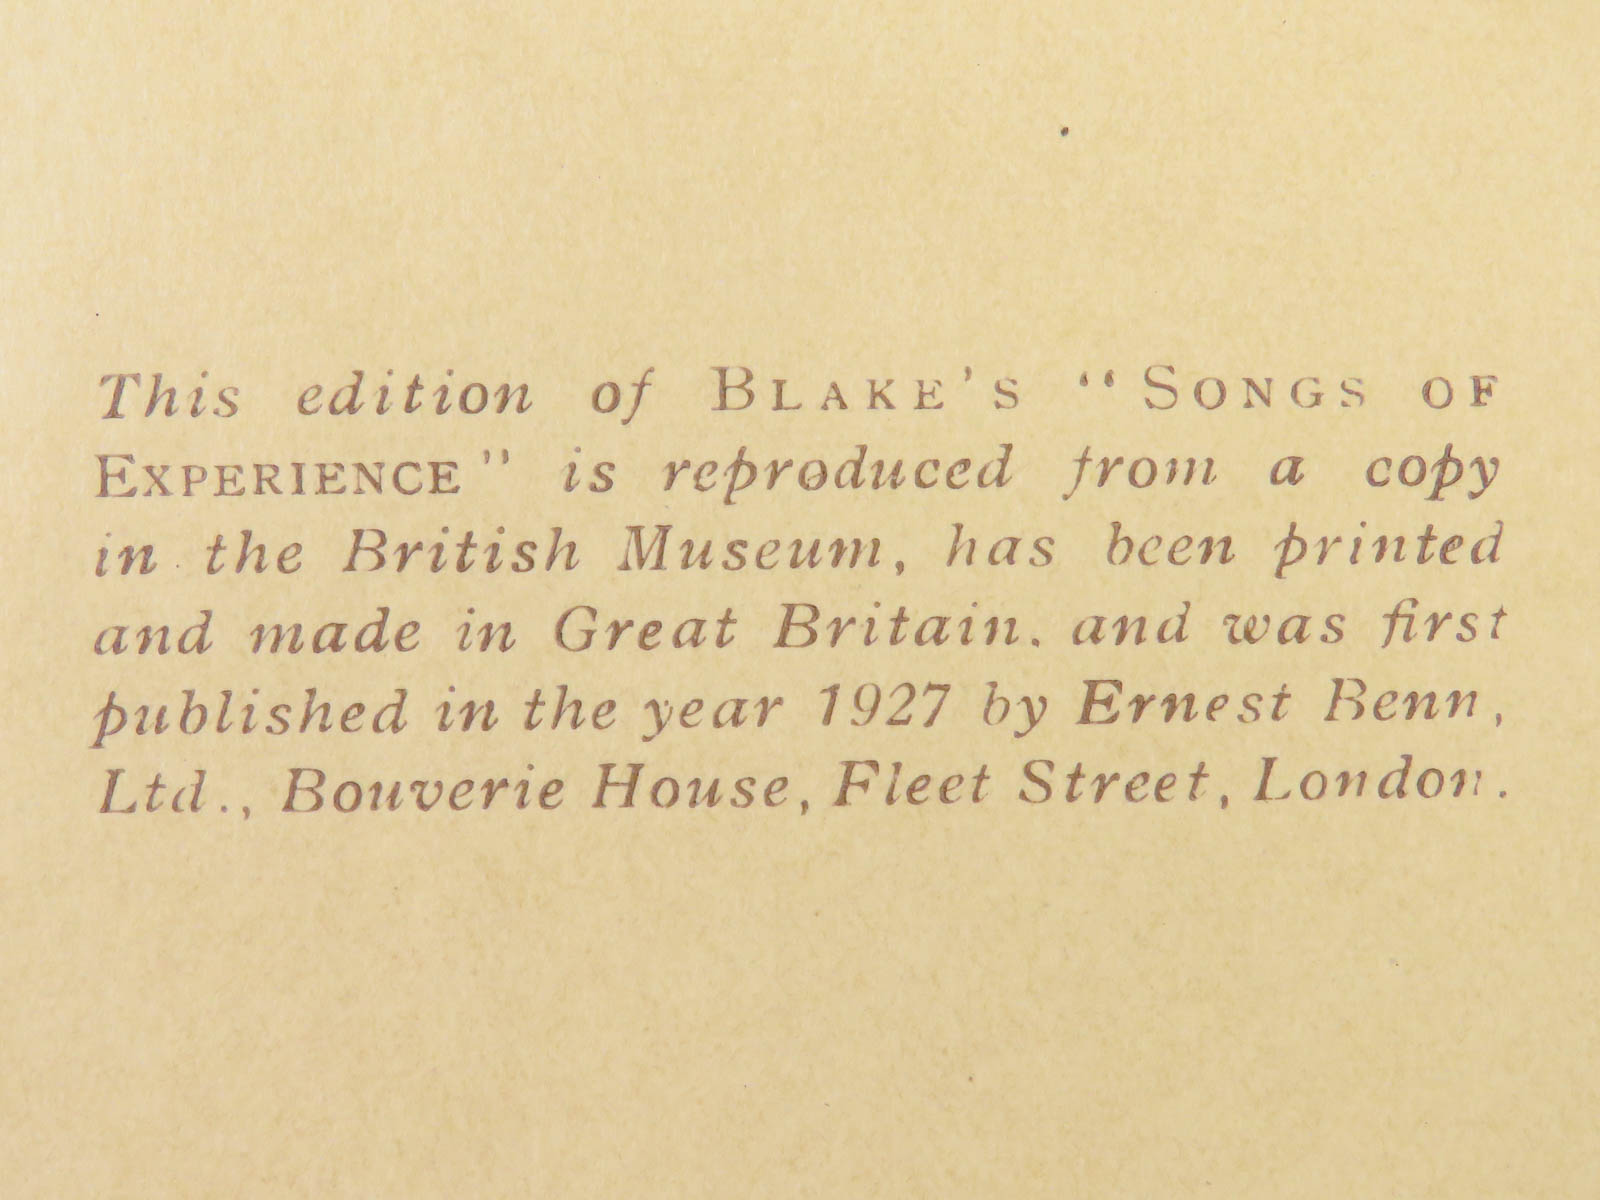 This edition of BLAKE'S "SONGS OF
EXPERIENCE" is reproduced from a copy
in the British Museum, has been printed
and made in Great Britain, and was first
published in the year 1927 by Ernest Benn,
Ltd., Bouverie House, Fleet Street, London.